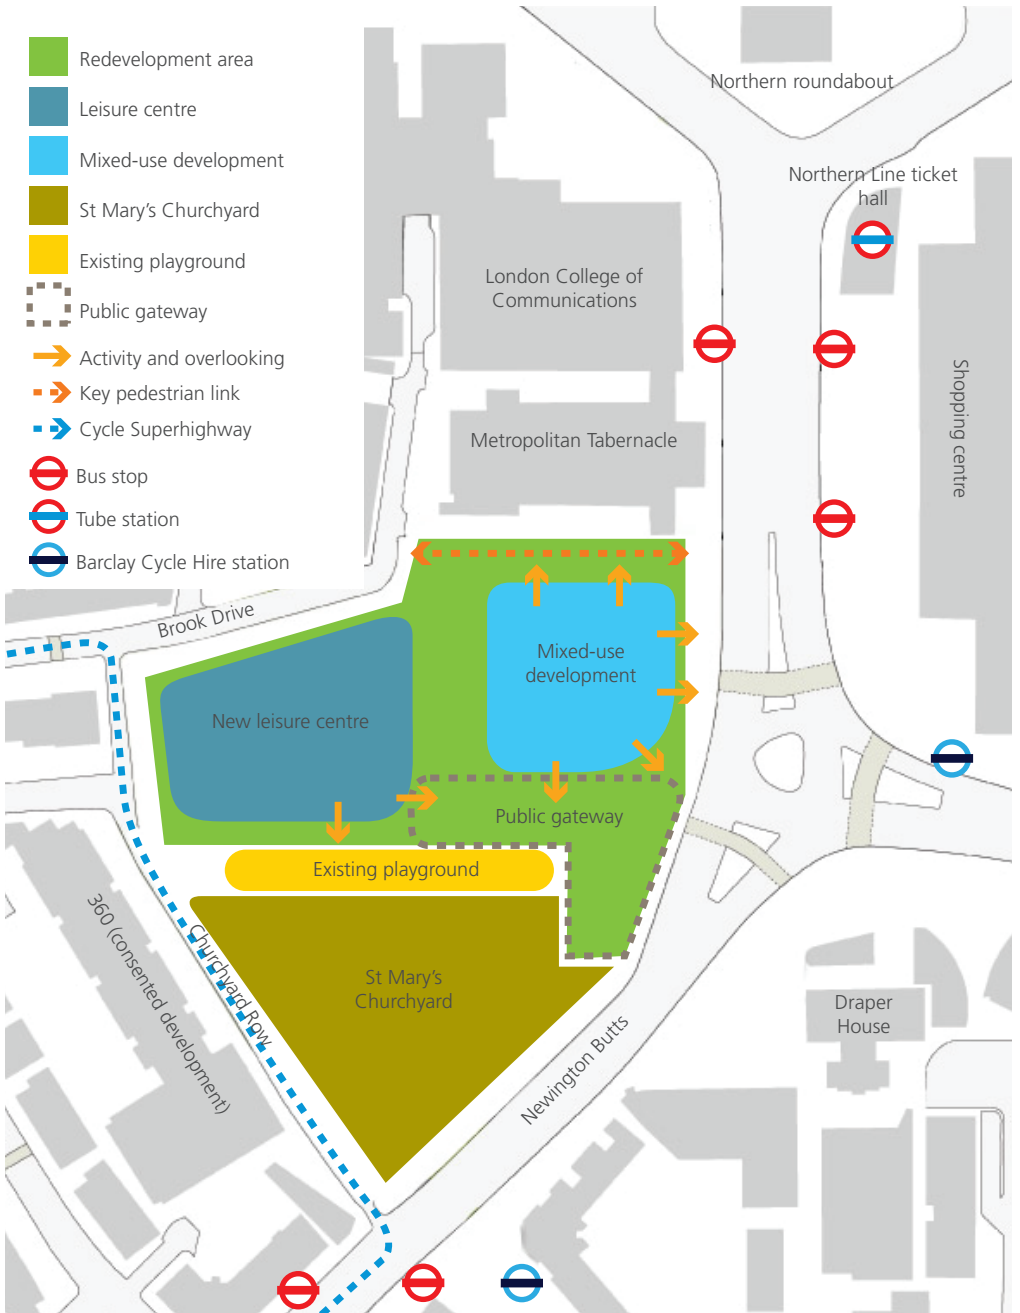 Redevelopment area
Leisure centre
Mixed-use development
St Mary's Churchyard
Existing playground
Public gateway
Activity and overlooking
Key pedestrian link
Cycle Superhighway
Bus stop
Tube station
Barclay Cycle Hire station
Northern roundabout
Northern Line ticket
hall
London College of
Communications
Shopping centre
Metropolitan Tabernacle
Brook Drive
Mixed-use
development
New leisure centre
Public gateway
Existing playground
360 (consented development)
Churchyard Row
St Mary's
Churchyard
Newington Butts
Draper
House